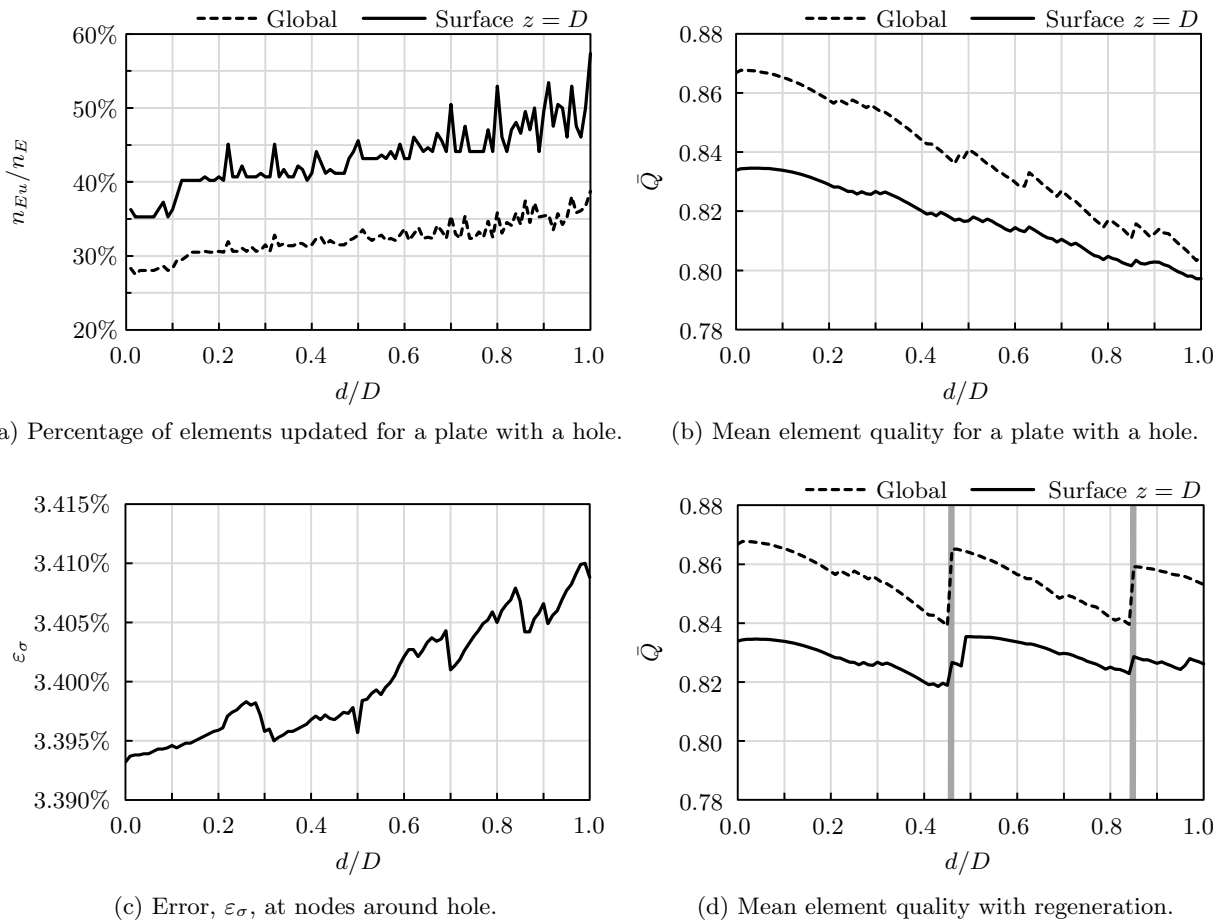 Global Surface z = D
60%
50%
40%
30%
20%
n_{Eu}/n_E
0.0 0.2 0.4 0.6 0.8 1.0
d/D
a) Percentage of elements updated for a plate with a hole.
Global Surface z = D
0.88
0.86
0.84
0.82
0.80
0.78
Q̄
0.0 0.2 0.4 0.6 0.8 1.0
d/D
(b) Mean element quality for a plate with a hole.
3.415%
3.410%
3.405%
3.400%
3.395%
3.390%
ε_σ
0.0 0.2 0.4 0.6 0.8 1.0
d/D
(c) Error, ε_σ, at nodes around hole.
Global Surface z = D
0.88
0.86
0.84
0.82
0.80
0.78
Q̄
0.0 0.2 0.4 0.6 0.8 1.0
d/D
(d) Mean element quality with regeneration.